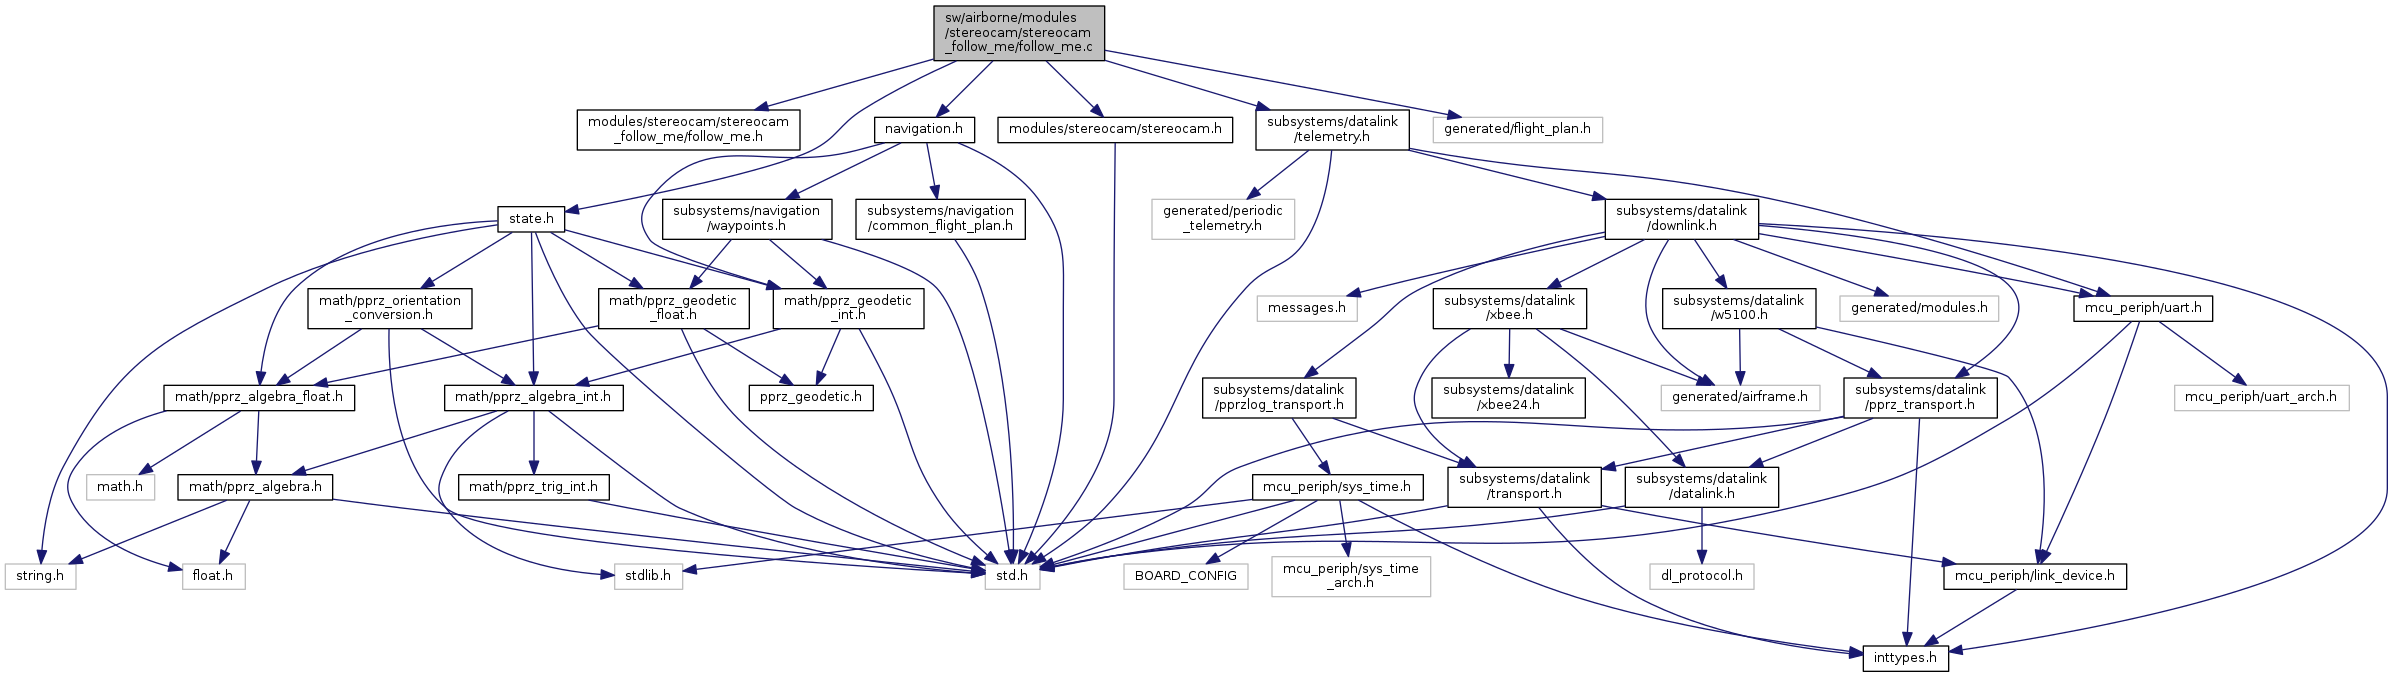 sw/airborne/modules
/stereocam/stereocam
_follow_me/follow_me.c
modules/stereocam/stereocam
_follow_me/follow_me.h
navigation.h
modules/stereocam/stereocam.h
subsystems/datalink
/telemetry.h
generated/flight_plan.h
state.h
subsystems/navigation
/waypoints.h
subsystems/navigation
/common_flight_plan.h
generated/periodic
_telemetry.h
subsystems/datalink
/downlink.h
math/pprz_orientation
_conversion.h
math/pprz_geodetic
_float.h
math/pprz_geodetic
_int.h
messages.h
subsystems/datalink
/xbee.h
subsystems/datalink
/w5100.h
generated/modules.h
mcu_periph/uart.h
math/pprz_algebra_float.h
math/pprz_algebra_int.h
pprz_geodetic.h
subsystems/datalink
/pprzlog_transport.h
subsystems/datalink
/xbee24.h
generated/airframe.h
subsystems/datalink
/pprz_transport.h
mcu_periph/uart_arch.h
math.h
math/pprz_algebra.h
math/pprz_trig_int.h
mcu_periph/sys_time.h
subsystems/datalink
/transport.h
subsystems/datalink
/datalink.h
string.h
float.h
stdlib.h
std.h
BOARD_CONFIG
mcu_periph/sys_time
_arch.h
dl_protocol.h
mcu_periph/link_device.h
inttypes.h